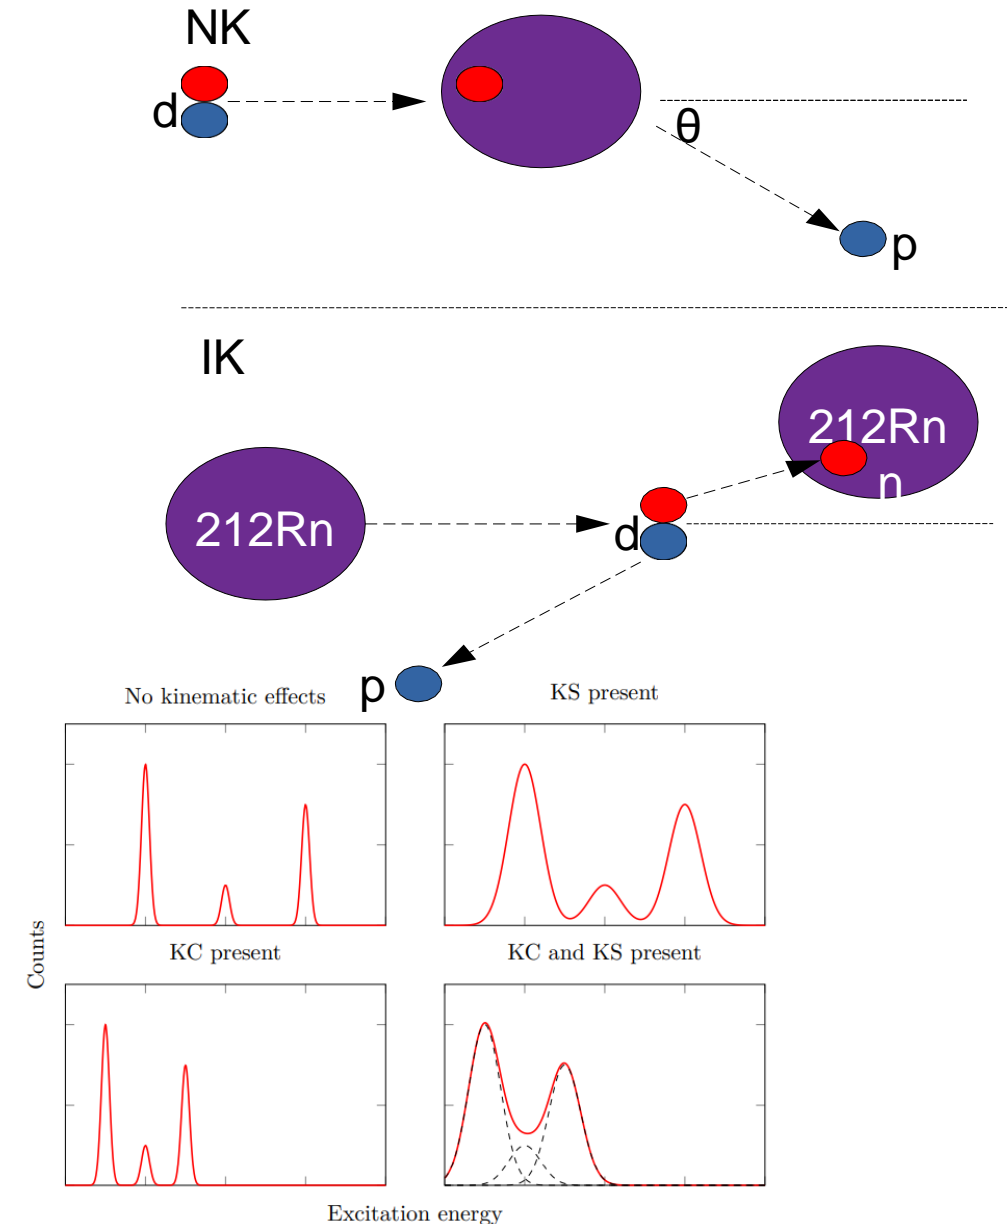 NK
d
θ
p
IK
212Rn
n
212Rn
d
p
No kinematic effects
KS present
KC present
KC and KS present
Counts
Excitation energy